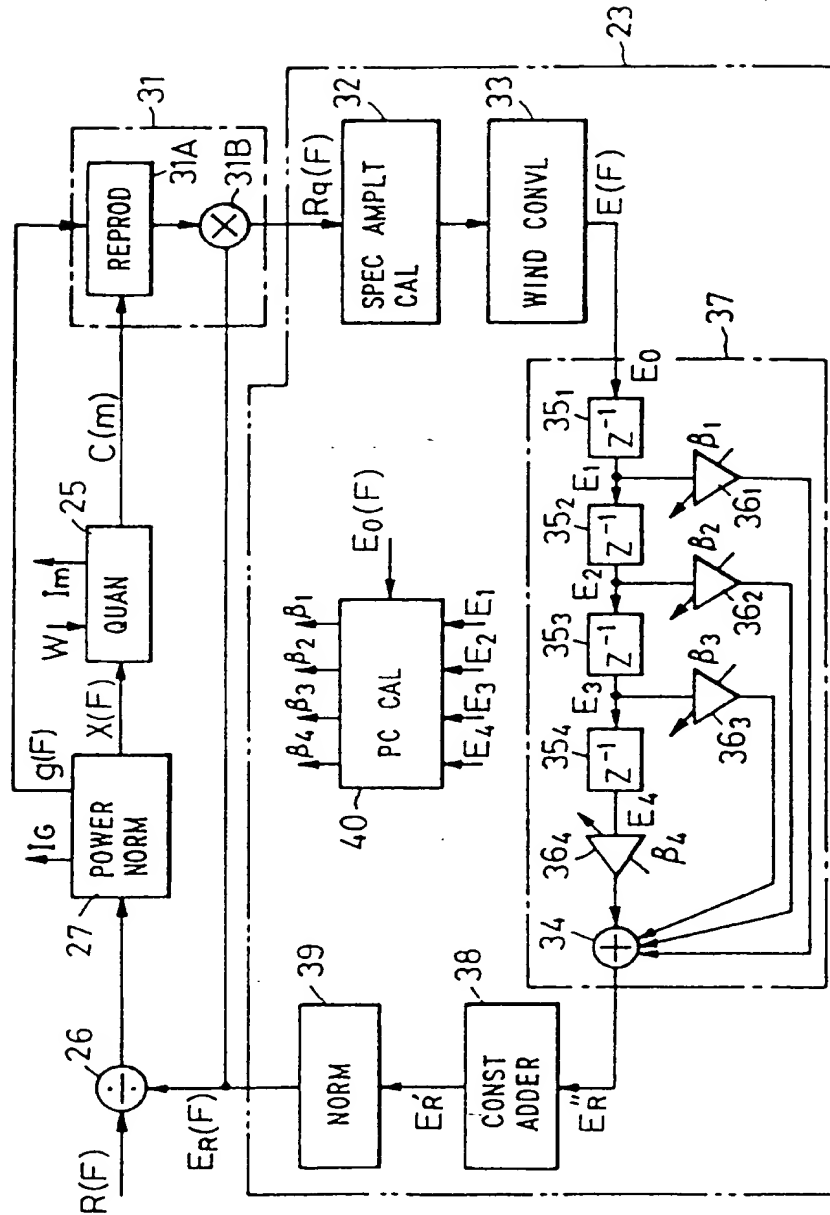 R(F)
26
÷
27
POWER
NORM
IG
g(F)
X(F)
25
QUAN
W
Im
C(m)
31
REPROD
31A
31B
×
Rq(F)
23
32
SPEC AMPLT
CAL
33
WIND CONVL
E(F)
37
E0
351
Z⁻¹
E1
361
β1
352
Z⁻¹
E2
362
β2
353
Z⁻¹
E3
363
β3
354
Z⁻¹
E4
364
β4
34
+
ER"
38
CONST
ADDER
ER'
39
NORM
ER(F)
40
PC CAL
E0(F)
β4
β3
β2
β1
E4
E3
E2
E1